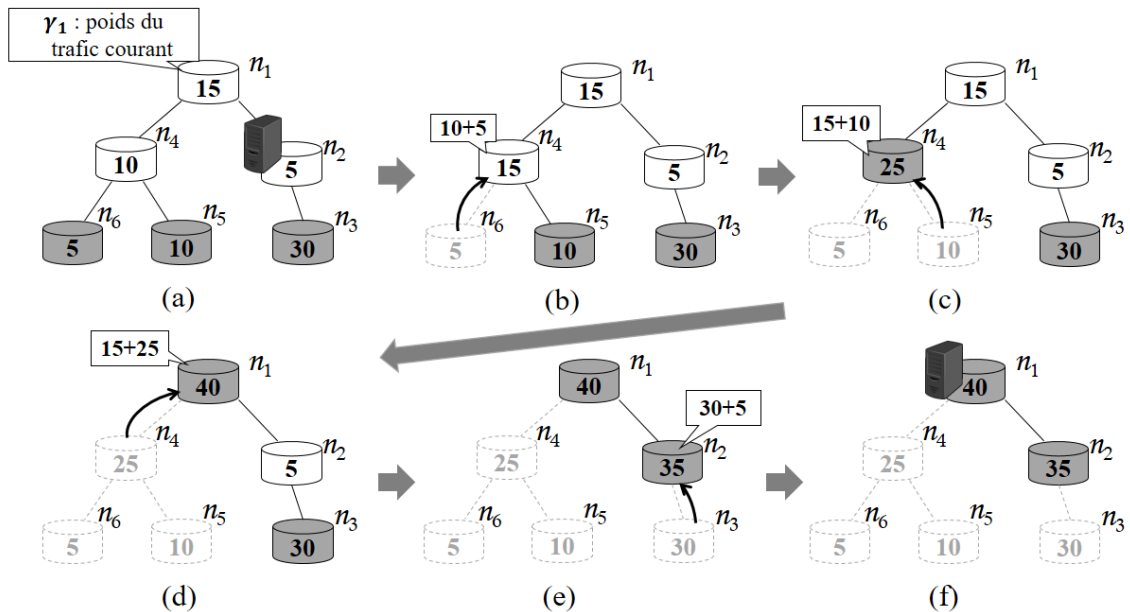 γ₁ : poids du
trafic courant
n₁
15
n₄
10
n₂
5
n₆
5
n₅
10
n₃
30
(a)
n₁
15
10+5
n₄
15
n₂
5
n₆
5
n₅
10
n₃
30
(b)
n₁
15
15+10
n₄
25
n₂
5
n₆
5
n₅
10
n₃
30
(c)
15+25
n₁
40
n₄
25
n₂
5
n₆
5
n₅
10
n₃
30
(d)
n₁
40
30+5
n₄
25
n₂
35
n₆
5
n₅
10
n₃
30
(e)
n₁
40
n₄
25
n₂
35
n₆
5
n₅
10
n₃
30
(f)